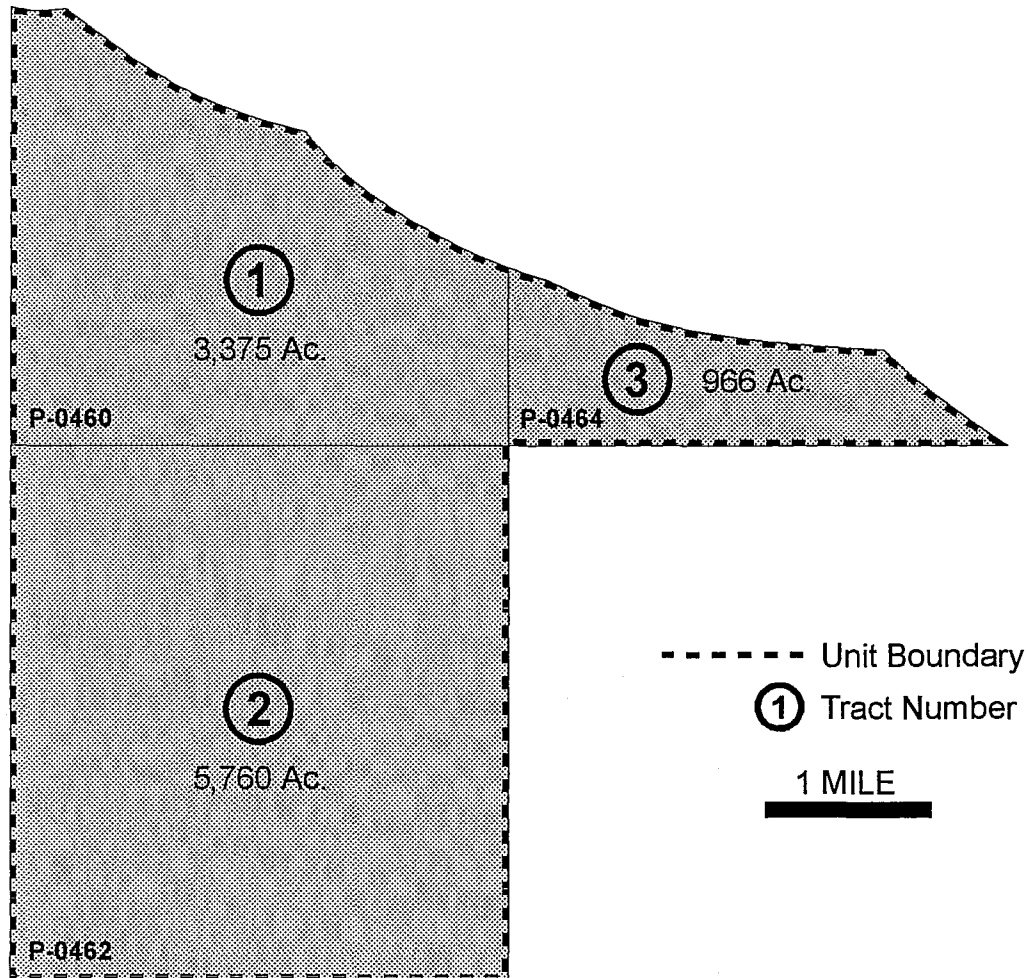 1
3,375 Ac.
P-0460
3 966 Ac.
P-0464
2
5,760 Ac.
P-0462
Unit Boundary
1 Tract Number
1 MILE